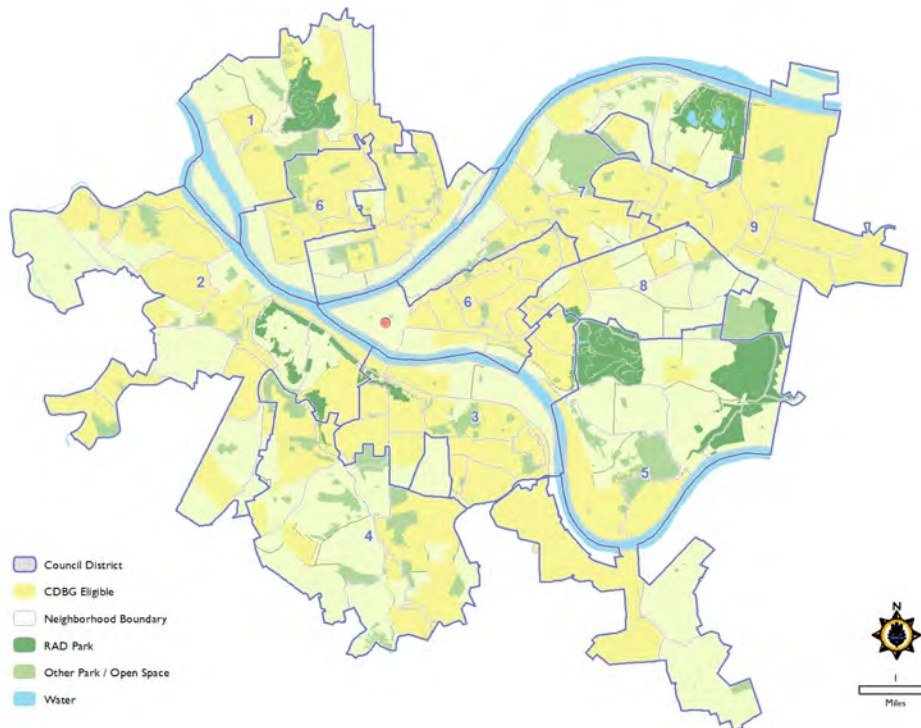 1
6
7
9
2
6
8
3
5
4
Council District
CDBG Eligible
Neighborhood Boundary
RAD Park
Other Park / Open Space
Water
N
1
Miles